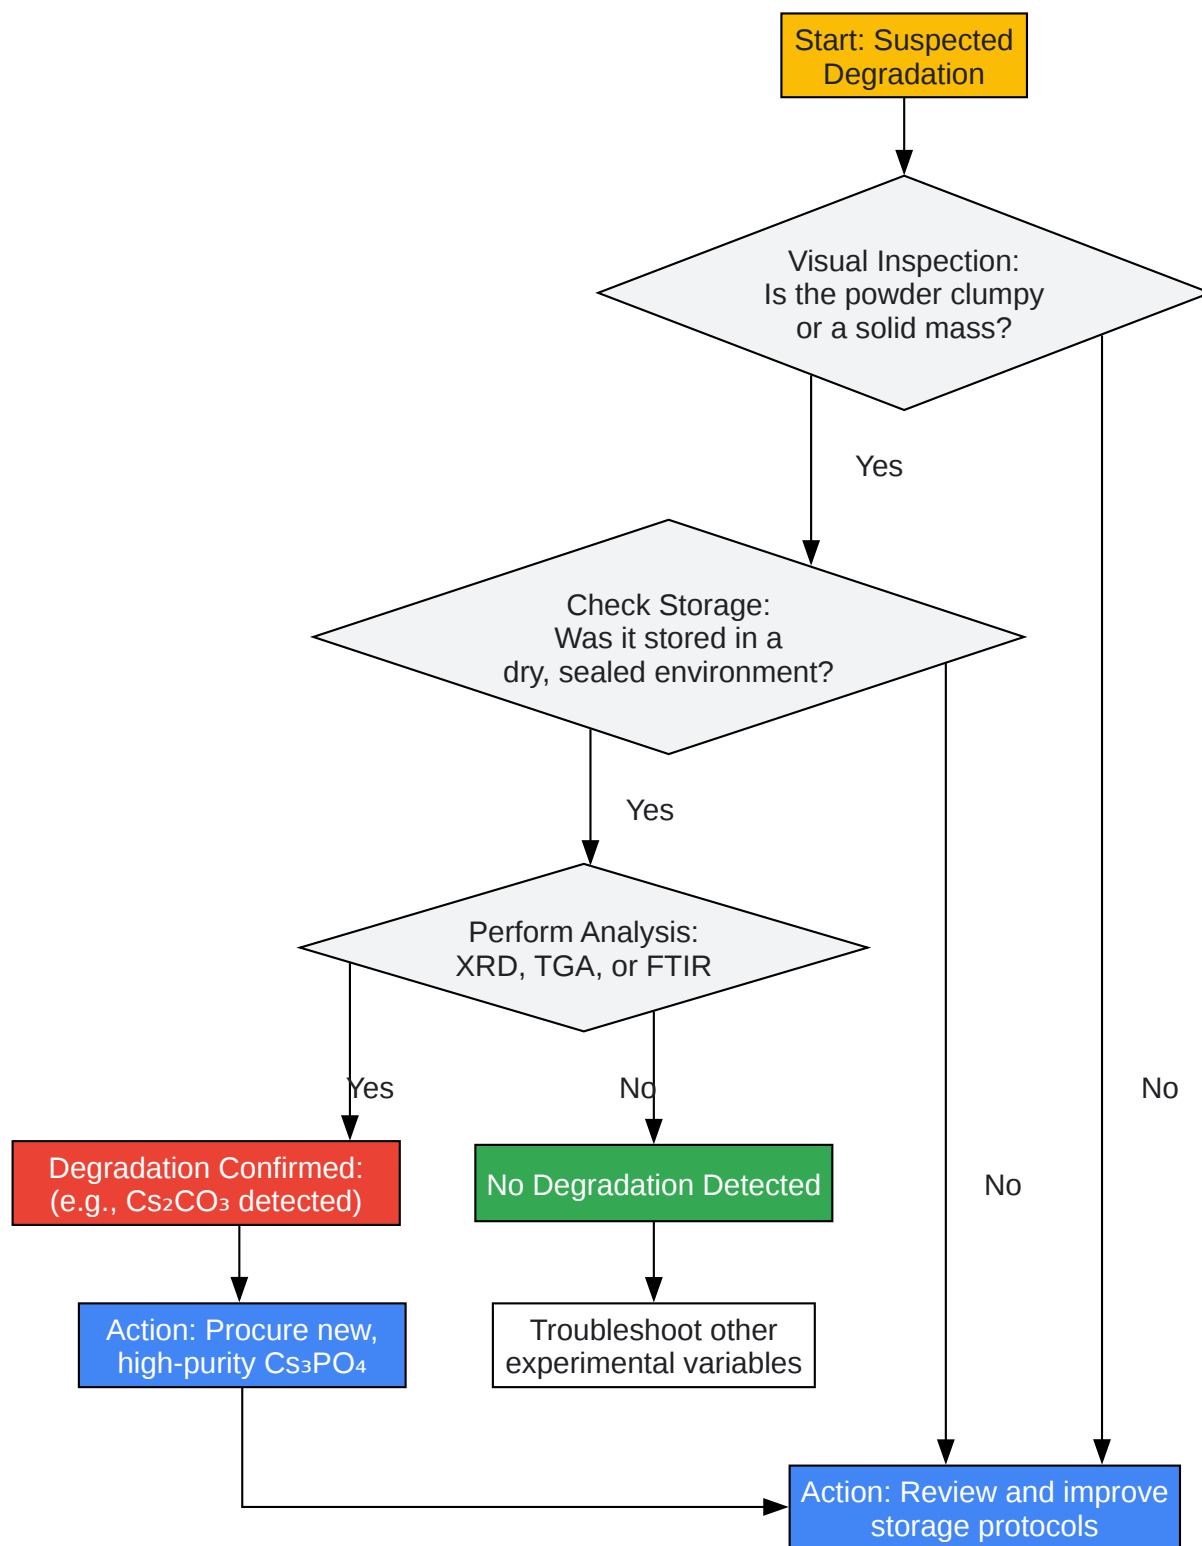 Start: Suspected
Degradation
Visual Inspection:
Is the powder clumpy
or a solid mass?
Yes
Check Storage:
Was it stored in a
dry, sealed environment?
Yes
Perform Analysis:
XRD, TGA, or FTIR
Yes
No
No
Degradation Confirmed:
(e.g., Cs₂CO₃ detected)
No Degradation Detected
No
Action: Procure new,
high-purity Cs₃PO₄
Troubleshoot other
experimental variables
Action: Review and improve
storage protocols